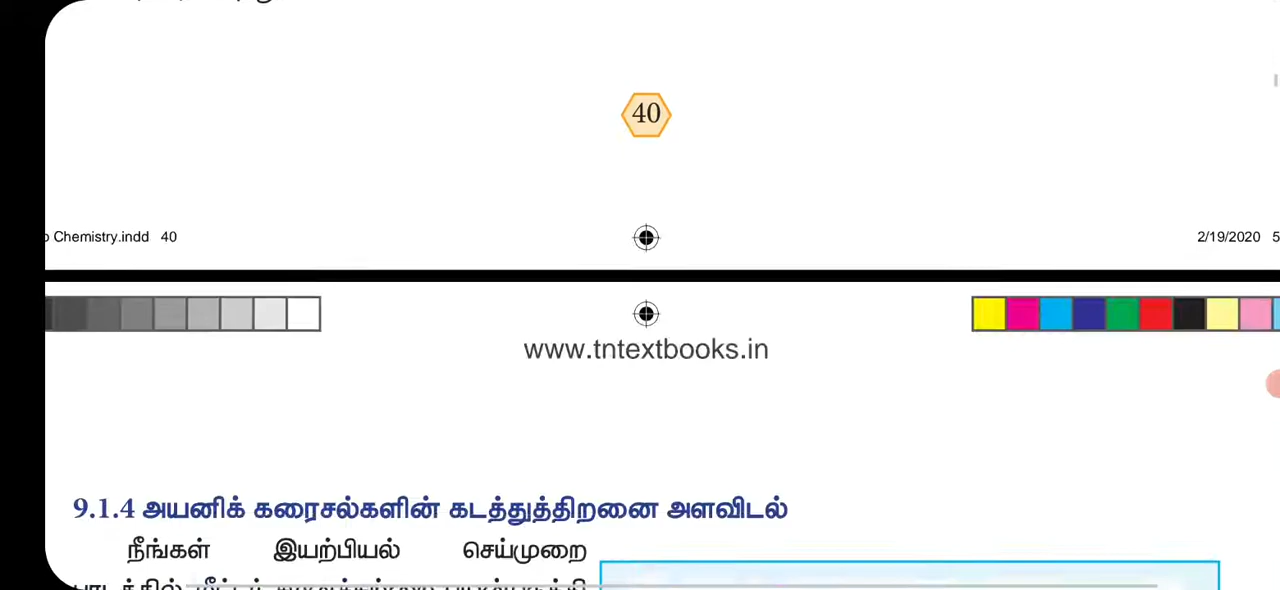 40
Chemistry.indd 40
2/19/2020 5
www.tntextbooks.in
9.1.4 அயனிக் கரைசல்களின் கடத்துத்திறனை அளவிடல்
நீங்கள் இயற்பியல் செய்முறை